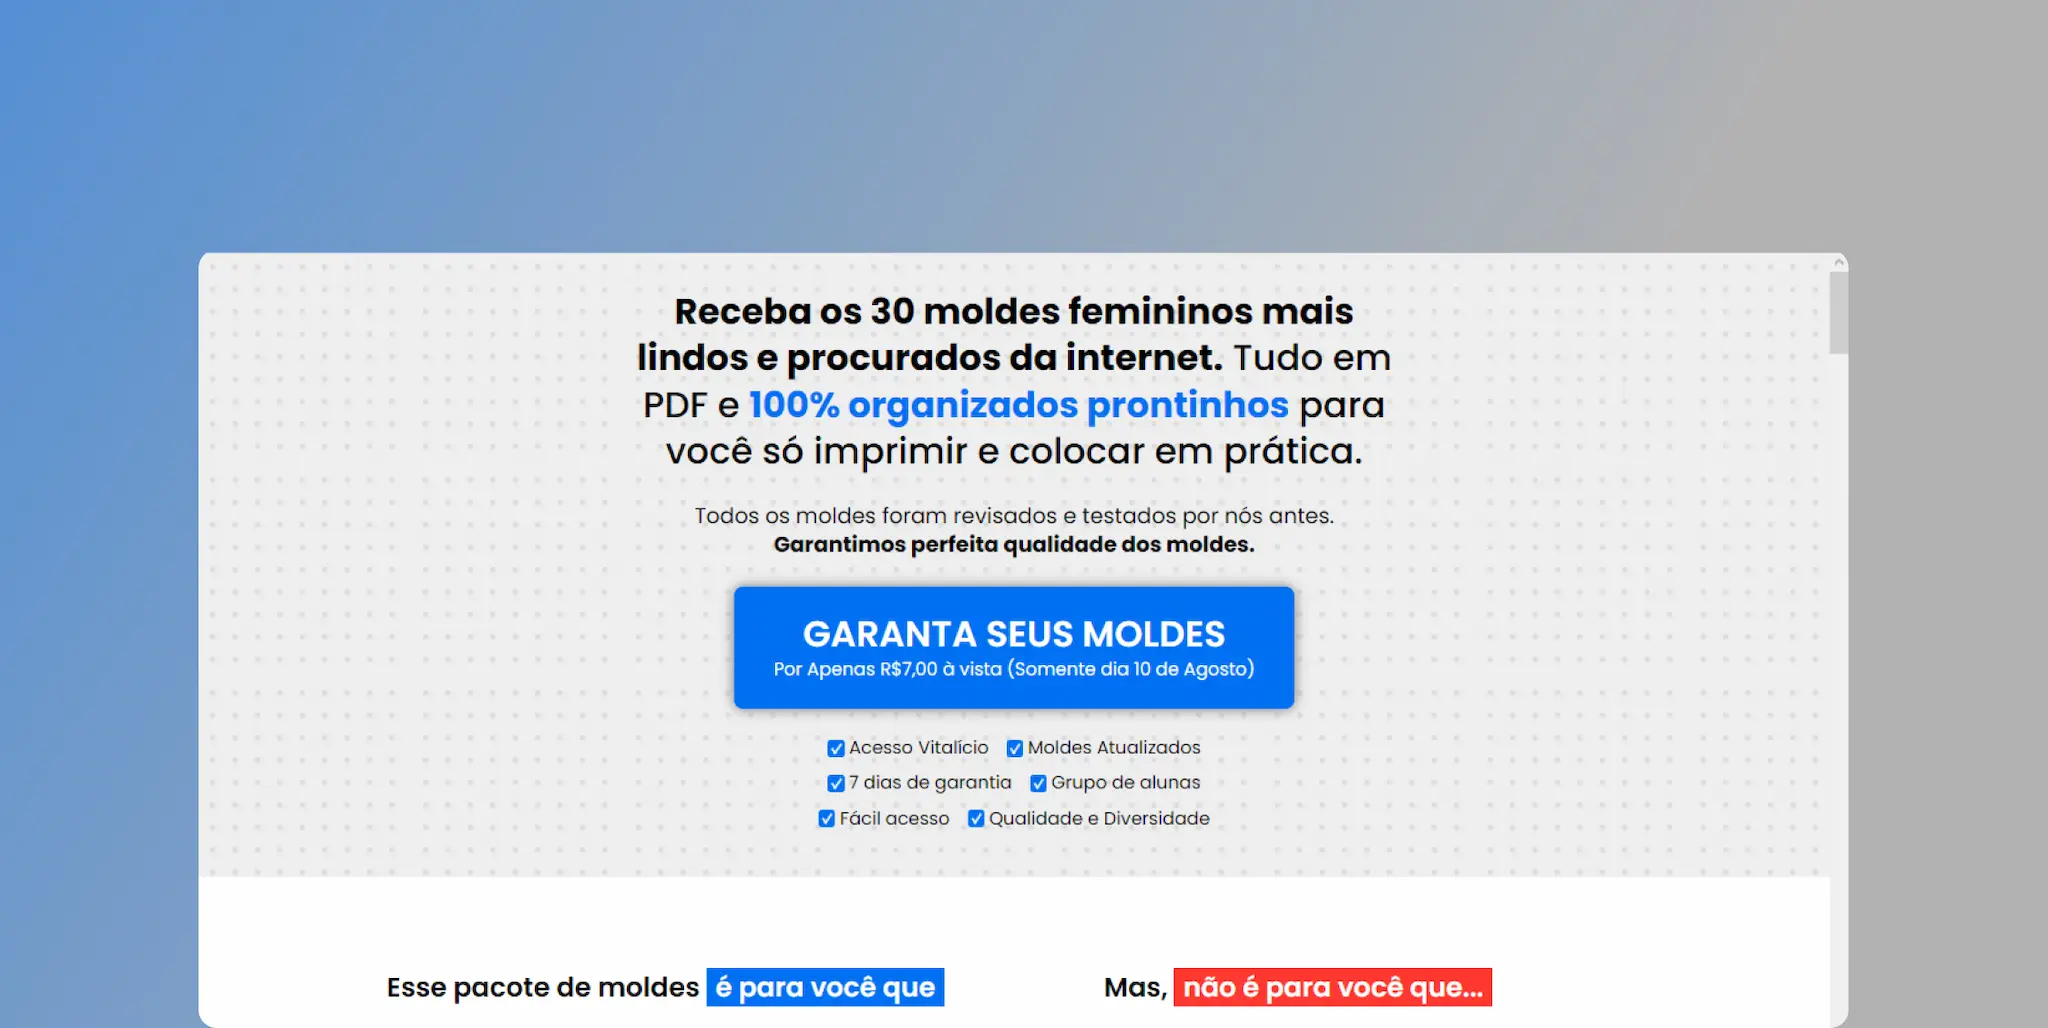 Receba os 30 moldes femininos mais
lindos e procurados da internet. Tudo em
PDF e 100% organizados prontinhos para
você só imprimir e colocar em prática.
Todos os moldes foram revisados e testados por nós antes.
Garantimos perfeita qualidade dos moldes.
GARANTA SEUS MOLDES
Por Apenas R$7,00 à vista (Somente dia 10 de Agosto)
Acesso Vitalício Moldes Atualizados
7 dias de garantia Grupo de alunas
Fácil acesso Qualidade e Diversidade
Esse pacote de moldes é para você que
Mas, não é para você que...